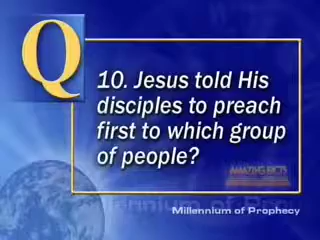 Q
10. Jesus told His
disciples to preach
first to which group
of people?
AMAZING FACTS
Millennium of Prophecy